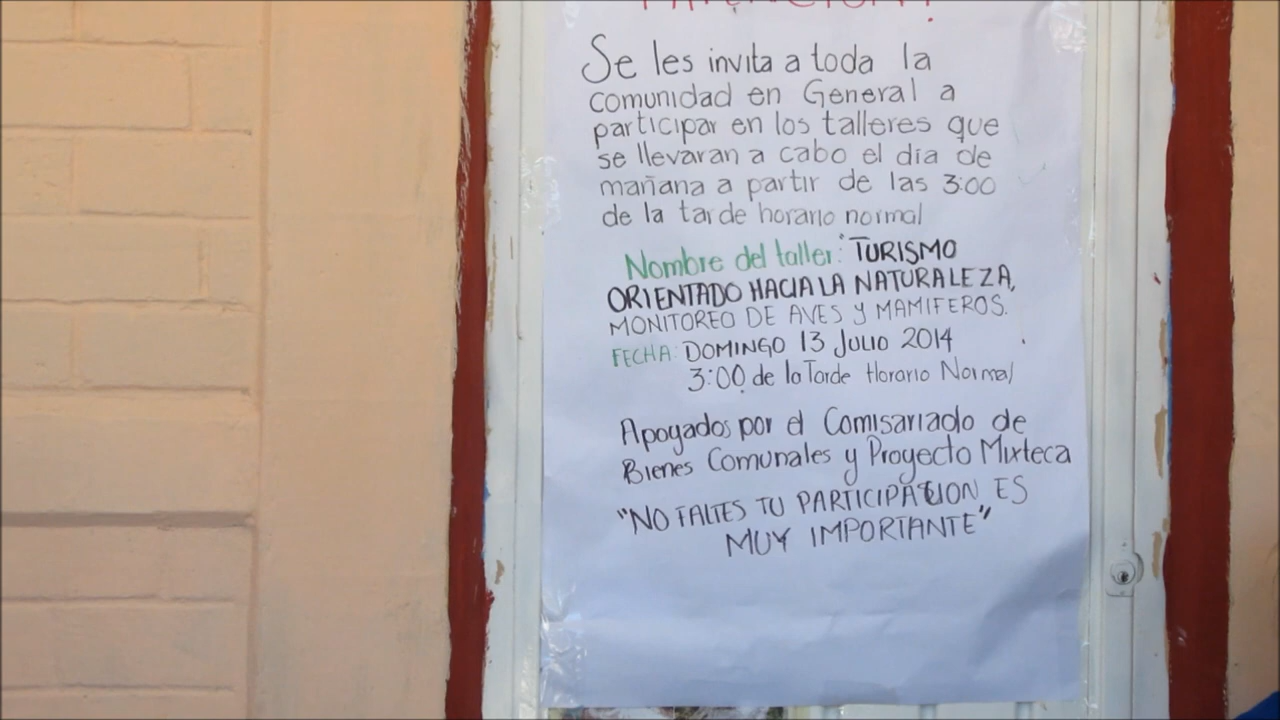 Se les invita a toda la
comunidad en General a
participar en los talleres que
se llevaran a cabo el día de
mañana a partir de las 3:00
de la tarde horario normal
Nombre del taller: TURISMO
ORIENTADO HACIA LA NATURALEZA,
MONITOREO DE AVES Y MAMIFEROS.
FECHA: DOMINGO 13 JULIO 2014
3:00 de la Tarde Horario Normal
Apoyados por el Comisariado de
Bienes Comunales y Proyecto Mixteca
"NO FALTES TU PARTICIPACION ES
MUY IMPORTANTE"